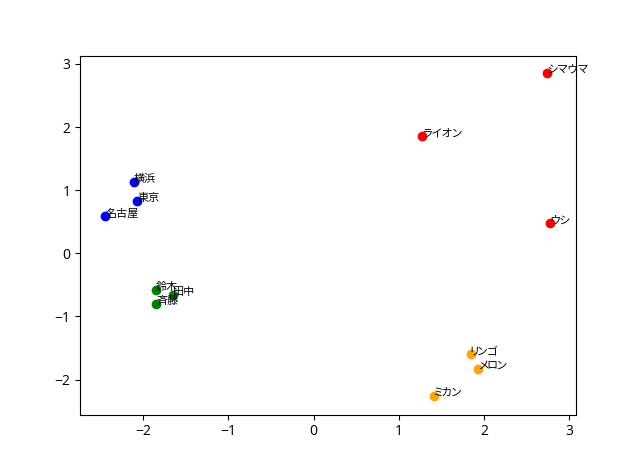 シマウマ
ライオン
横浜
東京
名古屋
ウシ
鈴木
田中
斉藤
リンゴ
メロン
ミカン
3
2
1
0
−1
−2
−2
−1
0
1
2
3